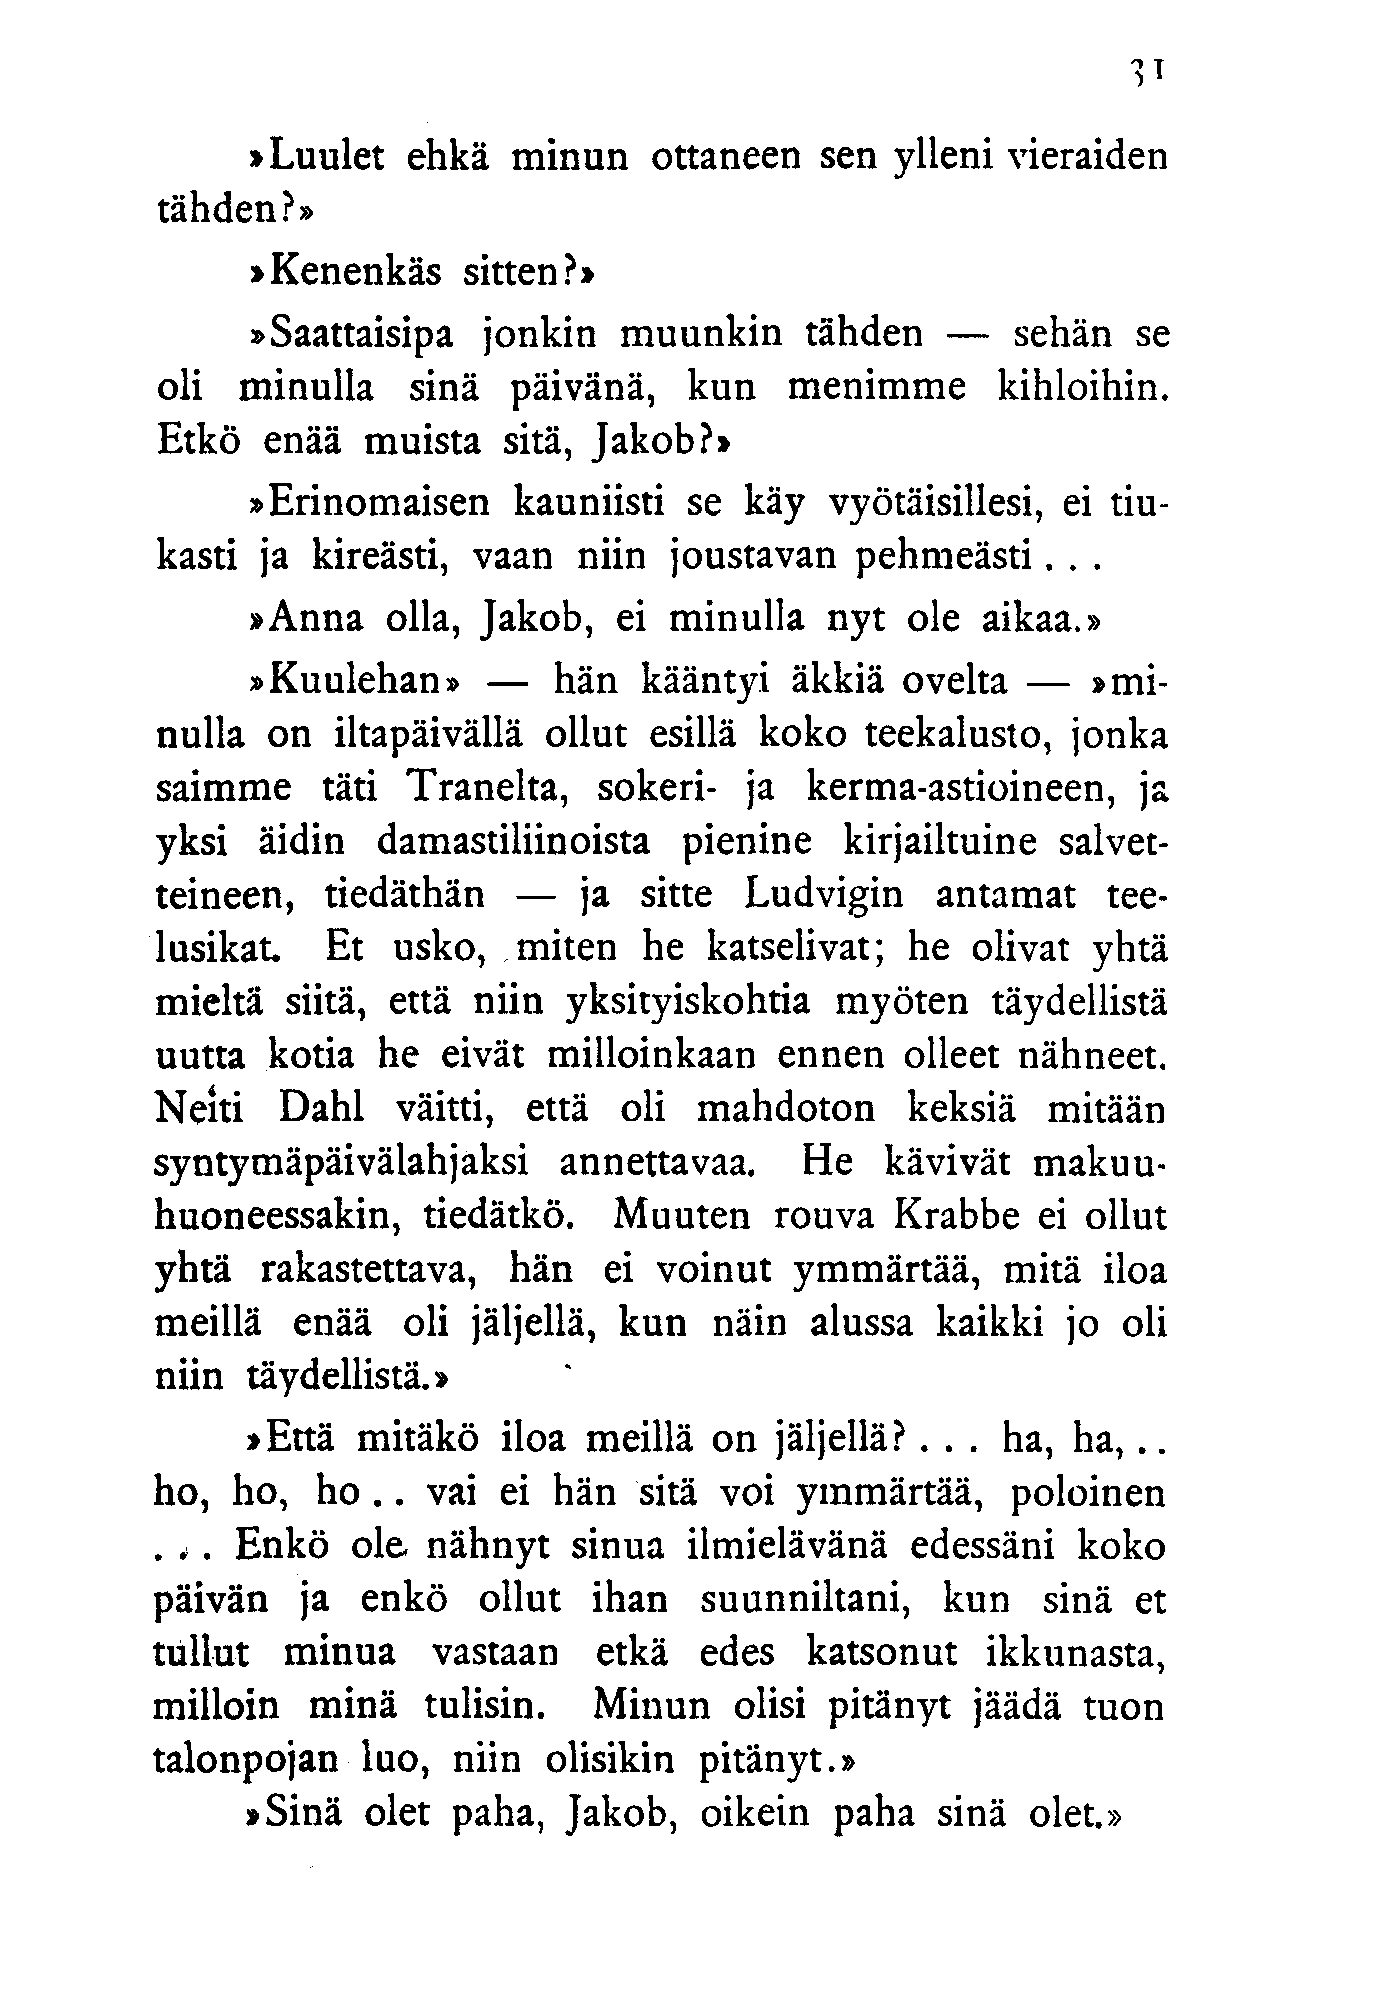 31
»Luulet ehkä minun ottaneen sen ylleni vieraiden
tähden?»
»Kenenkäs sitten?»
»Saattaisipa jonkin muunkin tähden — sehän se
oli minulla sinä päivänä, kun menimme kihloihin.
Etkö enää muista sitä, Jakob?»
»Erinomaisen kauniisti se käy vyötäisillesi, ei tiu-
kasti ja kireästi, vaan niin joustavan pehmeästi . . .
»Anna olla, Jakob, ei minulla nyt ole aikaa.»
»Kuulehan» — hän kääntyi äkkiä ovelta — »mi-
nulla on iltapäivällä ollut esillä koko teekalusto, jonka
saimme täti Tranelta, sokeri- ja kerma-astioineen, ja
yksi äidin damastiliinoista pienine kirjailtuine salvet-
teineen, tiedäthän — ja sitte Ludvigin antamat tee-
lusikat. Et usko, miten he katselivat; he olivat yhtä
mieltä siitä, että niin yksityiskohtia myöten täydellistä
uutta kotia he eivät milloinkaan ennen olleet nähneet.
Neiti Dahl väitti, että oli mahdoton keksiä mitään
syntymäpäivälahjaksi annettavaa. He kävivät makuu-
huoneessakin, tiedätkö. Muuten rouva Krabbe ei ollut
yhtä rakastettava, hän ei voinut ymmärtää, mitä iloa
meillä enää oli jäljellä, kun näin alussa kaikki jo oli
niin täydellistä.»
»Että mitäkö iloa meillä on jäljellä? . . . ha, ha, . .
ho, ho, ho . . vai ei hän sitä voi ymmärtää, poloinen
. . . Enkö ole nähnyt sinua ilmielävänä edessäni koko
päivän ja enkö ollut ihan suunniltani, kun sinä et
tullut minua vastaan etkä edes katsonut ikkunasta,
milloin minä tulisin. Minun olisi pitänyt jäädä tuon
talonpojan luo, niin olisikin pitänyt.»
»Sinä olet paha, Jakob, oikein paha sinä olet.»